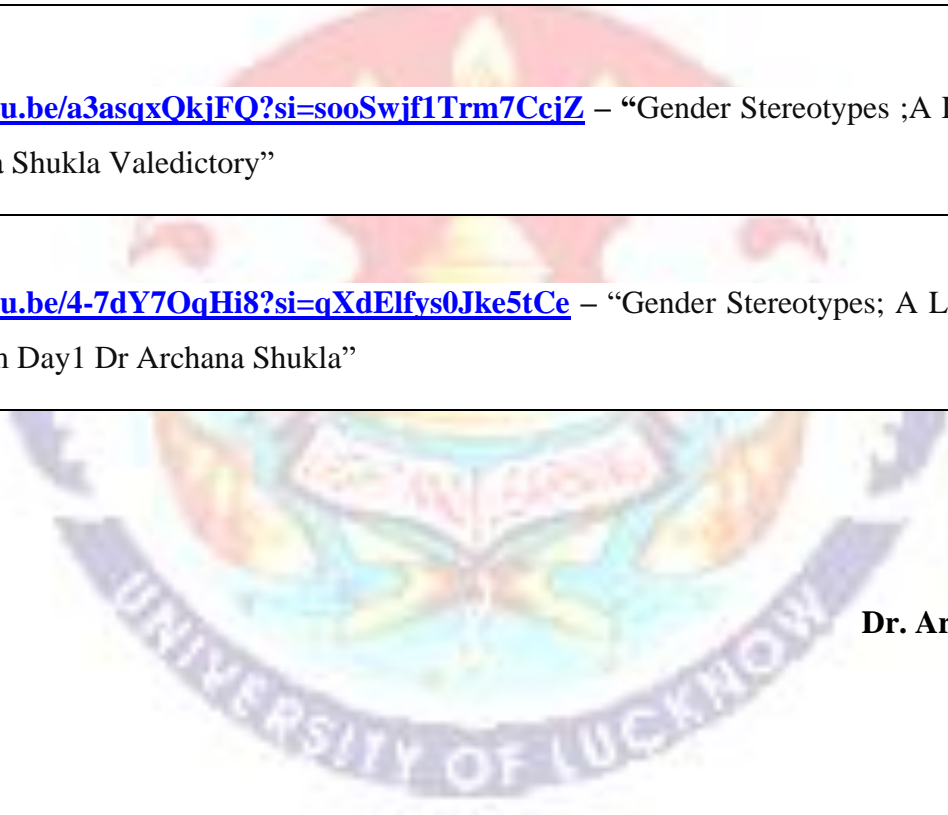 u.be/a3asqxQkjFQ?si=sooSwjf1Trm7CcjZ – “Gender Stereotypes ;A
Shukla Valedictory”
u.be/4-7dY7OqHi8?si=qXdElfys0Jke5tCe – “Gender Stereotypes; A L
Day1 Dr Archana Shukla”
Dr. Ar
UNIVERSITY OF LUCKNOW